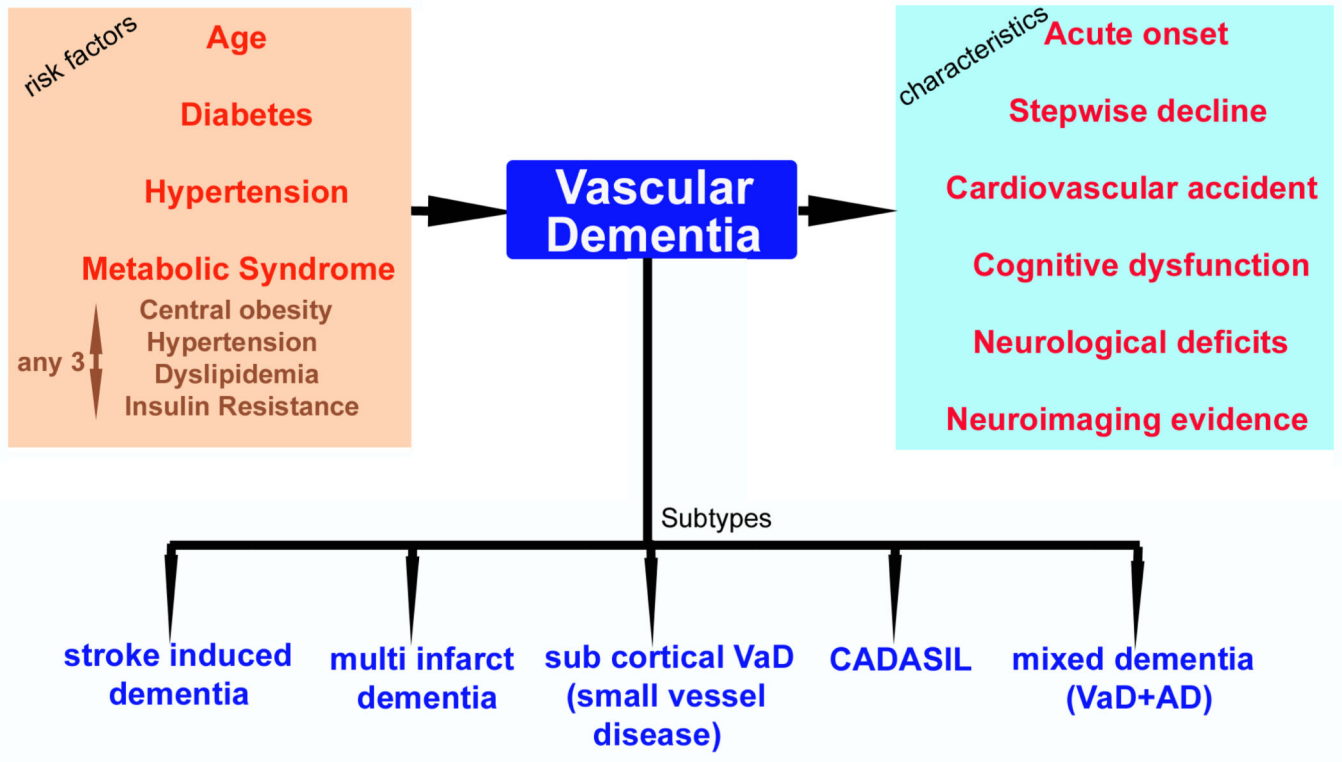 risk factors
Age
Diabetes
Hypertension
Metabolic Syndrome
any 3
Central obesity
Hypertension
Dyslipidemia
Insulin Resistance
Vascular
Dementia
characteristics
Acute onset
Stepwise decline
Cardiovascular accident
Cognitive dysfunction
Neurological deficits
Neuroimaging evidence
Subtypes
stroke induced
dementia
multi infarct
dementia
sub cortical VaD
(small vessel
disease)
CADASIL
mixed dementia
(VaD+AD)